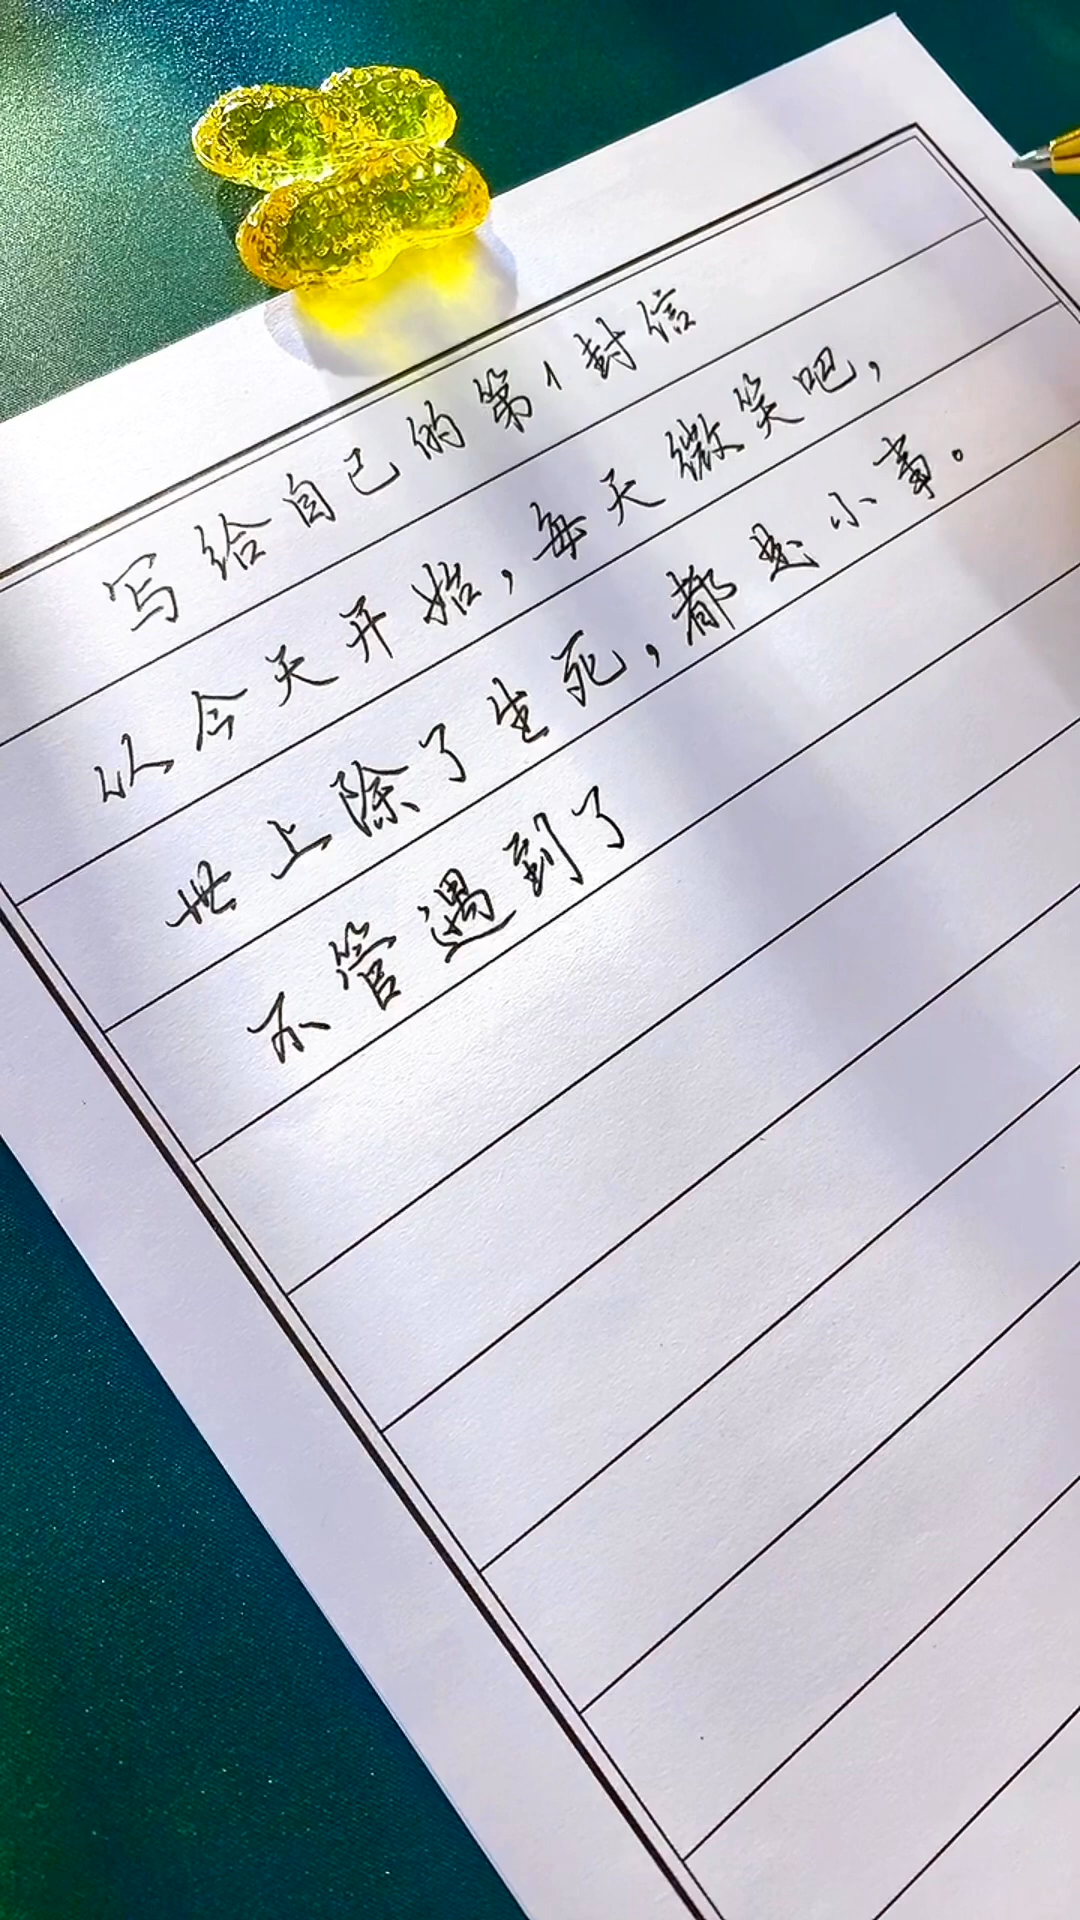 写给自己的第1封信
从今天开始，每天微笑吧，
世上除了生死，都是小事。
不管遇到了